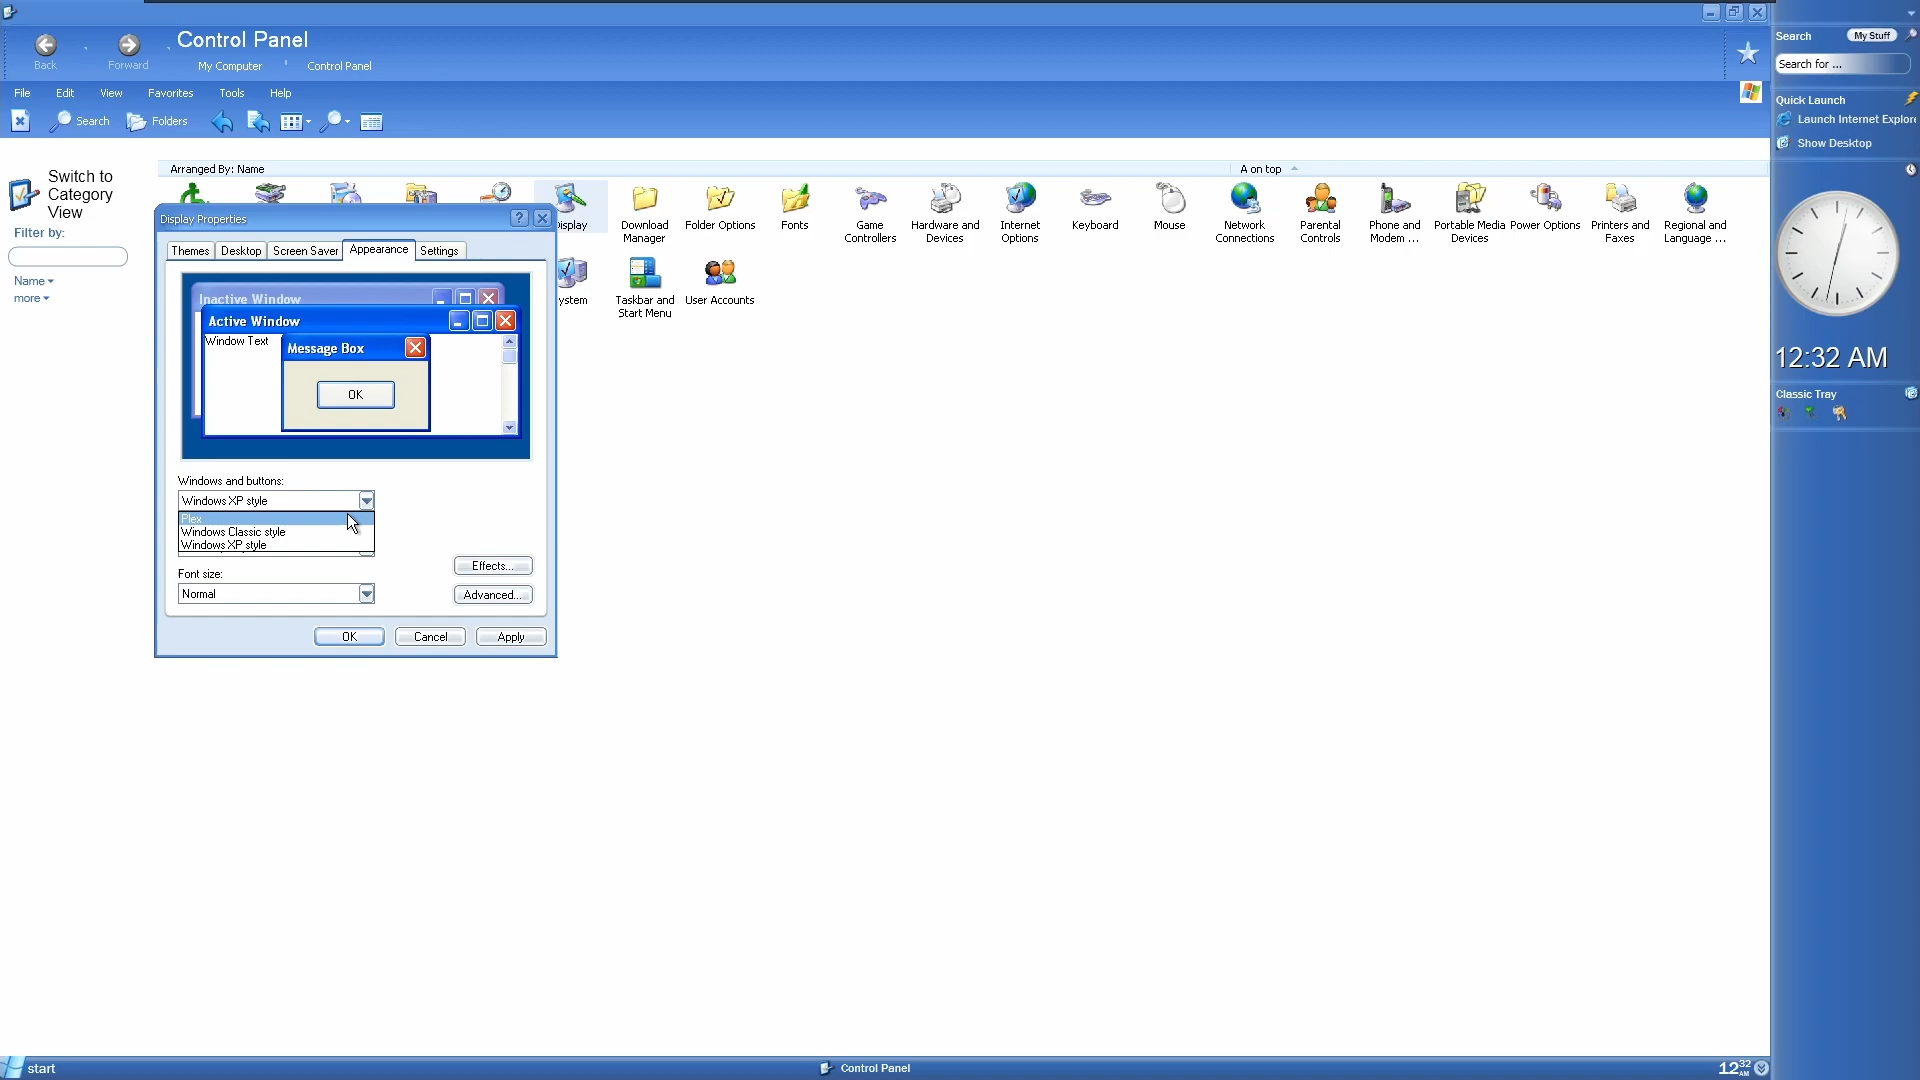 Control Panel
Back
Forward
My Computer
Control Panel
File
Edit
View
Favorites
Tools
Help
Search
Folders
Switch to
Category
View
Filter by:
Name
more
Arranged By: Name
A on top
Display
Download
Manager
Folder Options
Fonts
Game
Controllers
Hardware and
Devices
Internet
Options
Keyboard
Mouse
Network
Connections
Parental
Controls
Phone and
Modem ...
Portable Media
Devices
Power Options
Printers and
Faxes
Regional and
Language ...
System
Taskbar and
Start Menu
User Accounts
Display Properties
Themes
Desktop
Screen Saver
Appearance
Settings
Inactive Window
Active Window
Window Text
Message Box
OK
Windows and buttons:
Windows XP style
Plex
Windows Classic style
Windows XP style
Font size:
Normal
Effects...
Advanced...
OK
Cancel
Apply
Search
My Stuff
Search for ...
Quick Launch
Launch Internet Explore
Show Desktop
12:32 AM
Classic Tray
start
Control Panel
12 32 AM